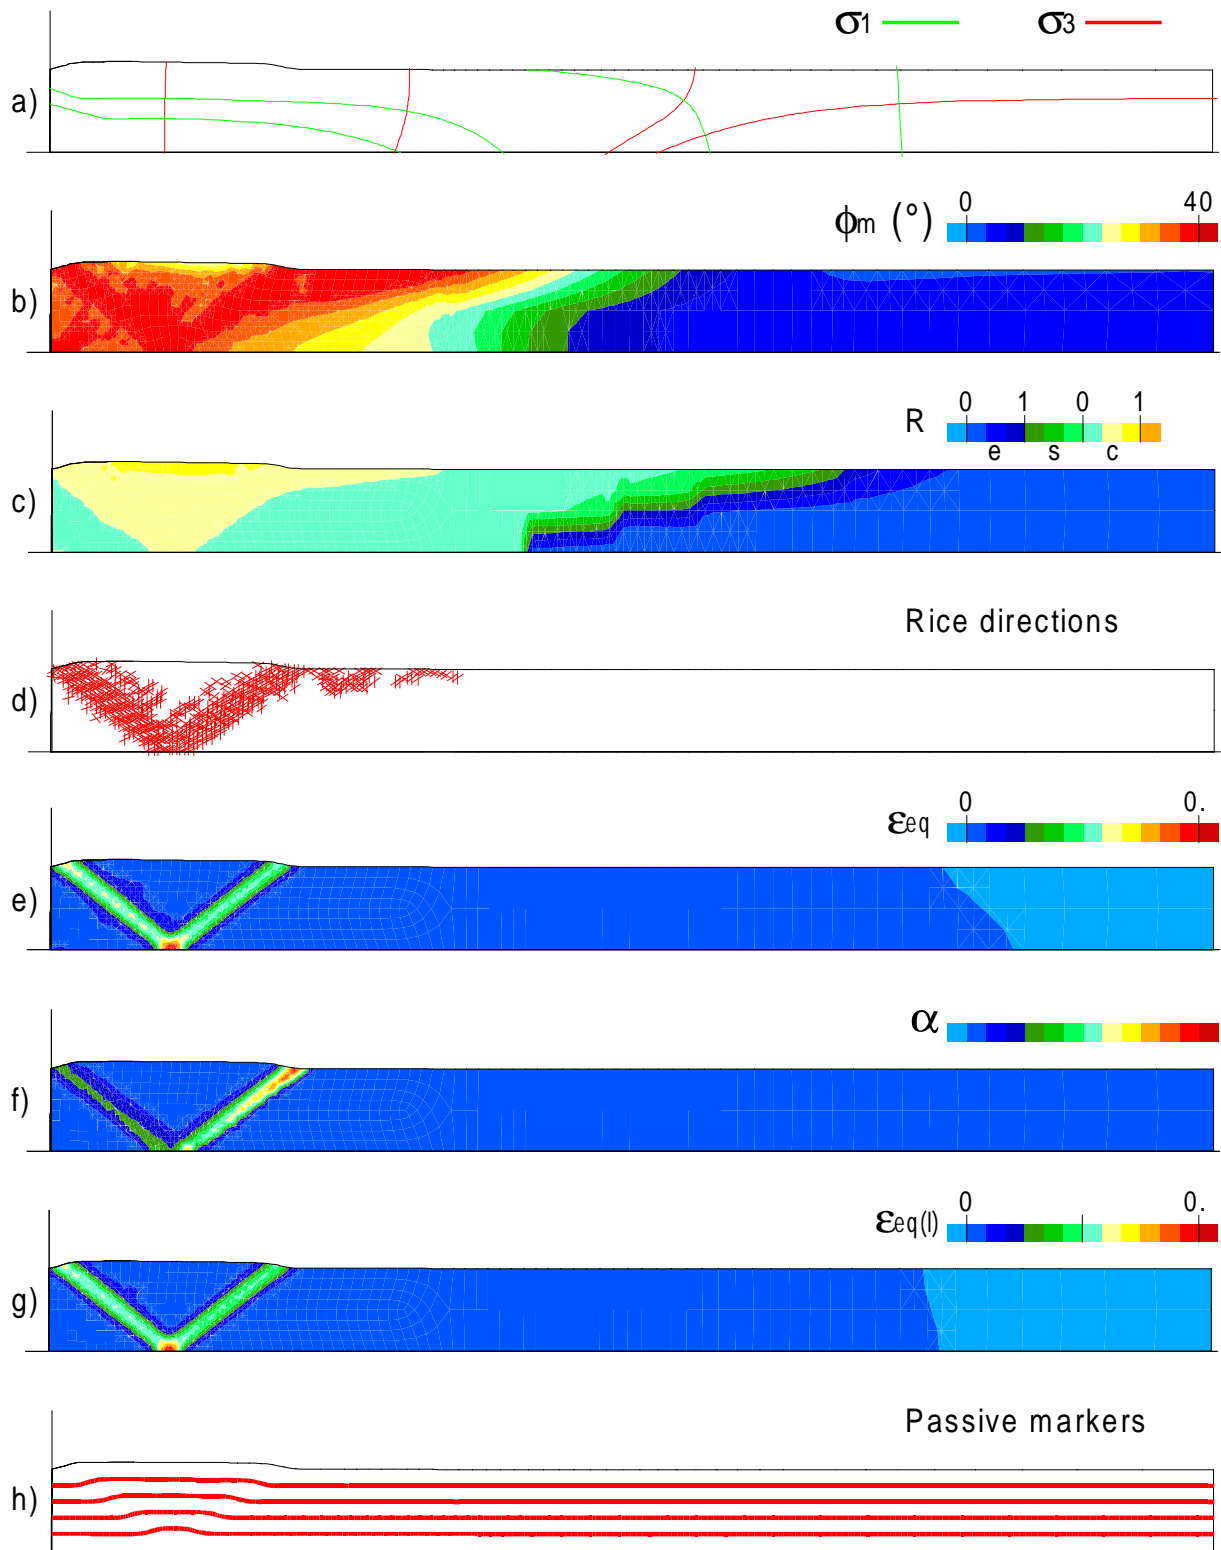 σ1 σ3
a)
0 40
ϕm (°)
b)
0 1 0 1
R
e s c
c)
Rice directions
d)
0 0.
εeq
e)
α
f)
0 0.
εeq(l)
g)
Passive markers
h)